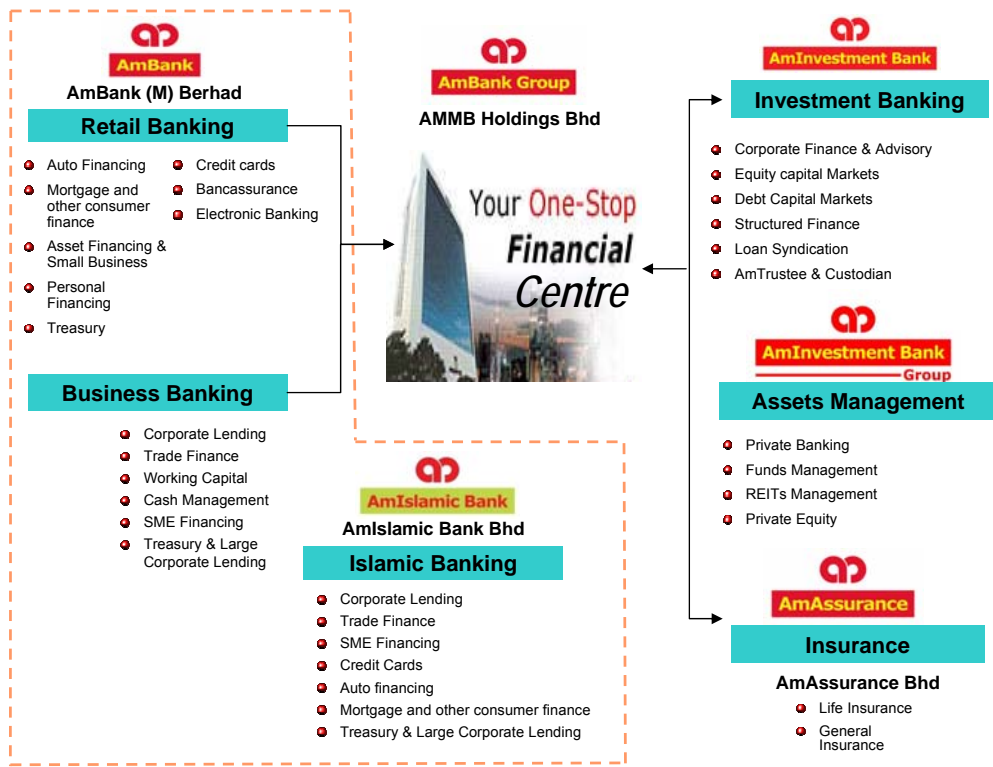 AmBank
AmBank (M) Berhad
Retail Banking
Auto Financing
Mortgage and
other consumer
finance
Asset Financing &
Small Business
Personal
Financing
Treasury
Credit cards
Bancassurance
Electronic Banking
Business Banking
Corporate Lending
Trade Finance
Working Capital
Cash Management
SME Financing
Treasury & Large
Corporate Lending
AmBank Group
AMMB Holdings Bhd
Your One-Stop
Financial
Centre
AmIslamic Bank
AmIslamic Bank Bhd
Islamic Banking
Corporate Lending
Trade Finance
SME Financing
Credit Cards
Auto financing
Mortgage and other consumer finance
Treasury & Large Corporate Lending
AmInvestment Bank
Investment Banking
Corporate Finance & Advisory
Equity capital Markets
Debt Capital Markets
Structured Finance
Loan Syndication
AmTrustee & Custodian
AmInvestment Bank
Group
Assets Management
Private Banking
Funds Management
REITs Management
Private Equity
AmAssurance
Insurance
AmAssurance Bhd
Life Insurance
General
Insurance